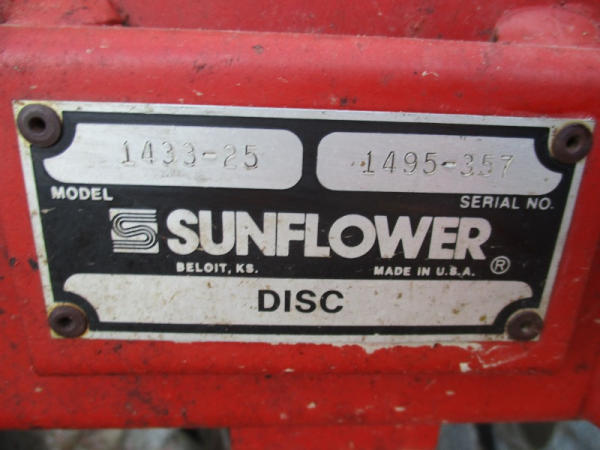 1433-25 1495-357
MODEL SERIAL NO.
SUNFLOWER ®
BELOIT, KS. MADE IN U.S.A.
DISC